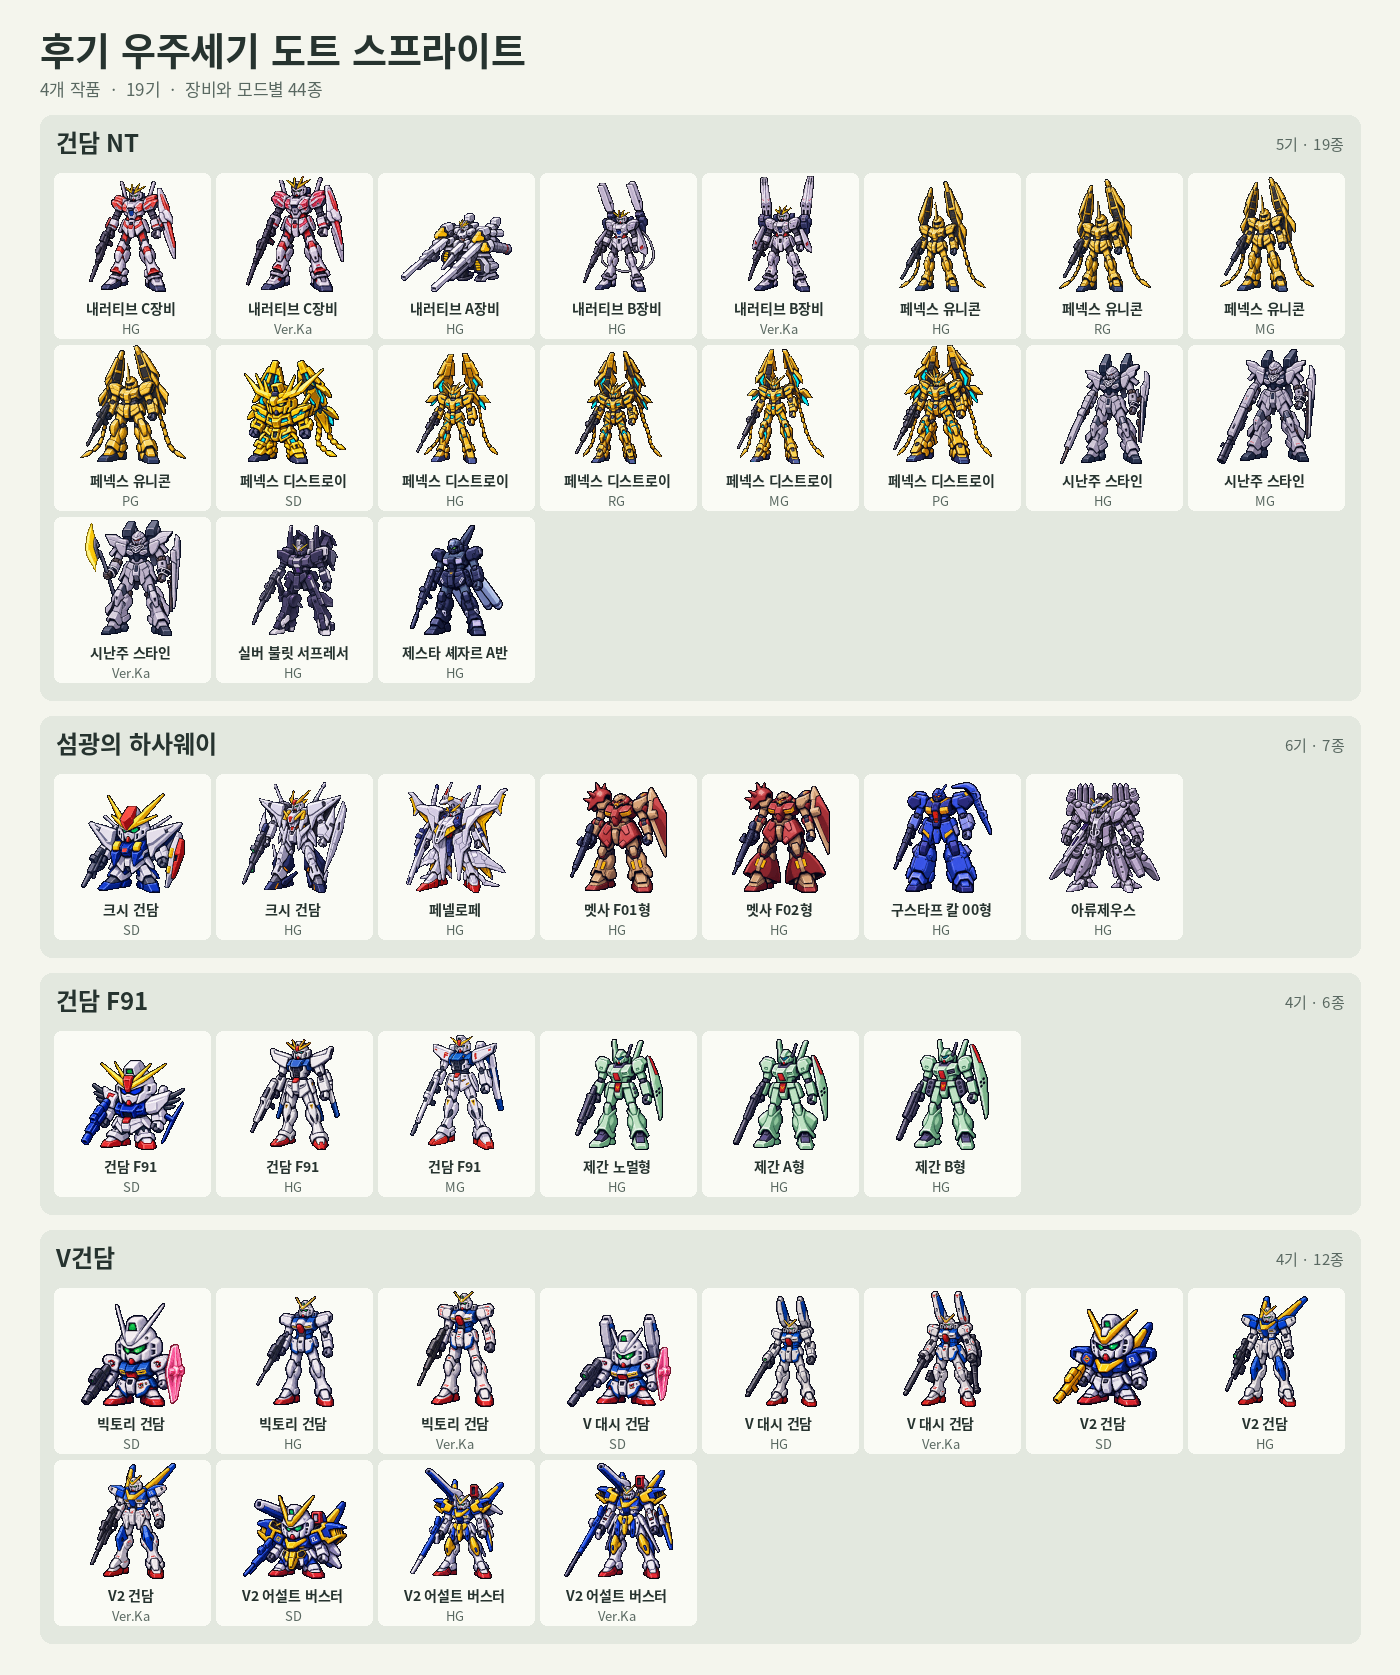 후기 우주세기 도트 스프라이트
4개 작품 · 19기 · 장비와 모드별 44종
건담 NT
5기 · 19종
내러티브 C장비
HG
내러티브 C장비
Ver.Ka
내러티브 A장비
HG
내러티브 B장비
HG
내러티브 B장비
Ver.Ka
페넥스 유니콘
HG
페넥스 유니콘
RG
페넥스 유니콘
MG
페넥스 유니콘
PG
페넥스 디스트로이
SD
페넥스 디스트로이
HG
페넥스 디스트로이
RG
페넥스 디스트로이
MG
페넥스 디스트로이
PG
시난주 스타인
HG
시난주 스타인
MG
시난주 스타인
Ver.Ka
실버 불릿 서프레서
HG
제스타 셰자르 A반
HG
섬광의 하사웨이
6기 · 7종
크시 건담
SD
크시 건담
HG
페넬로페
HG
멧사 F01형
HG
멧사 F02형
HG
구스타프 칼 00형
HG
아류제우스
HG
건담 F91
4기 · 6종
건담 F91
SD
건담 F91
HG
건담 F91
MG
제간 노멀형
HG
제간 A형
HG
제간 B형
HG
V건담
4기 · 12종
빅토리 건담
SD
빅토리 건담
HG
빅토리 건담
Ver.Ka
V 대시 건담
SD
V 대시 건담
HG
V 대시 건담
Ver.Ka
V2 건담
SD
V2 건담
HG
V2 건담
Ver.Ka
V2 어설트 버스터
SD
V2 어설트 버스터
HG
V2 어설트 버스터
Ver.Ka